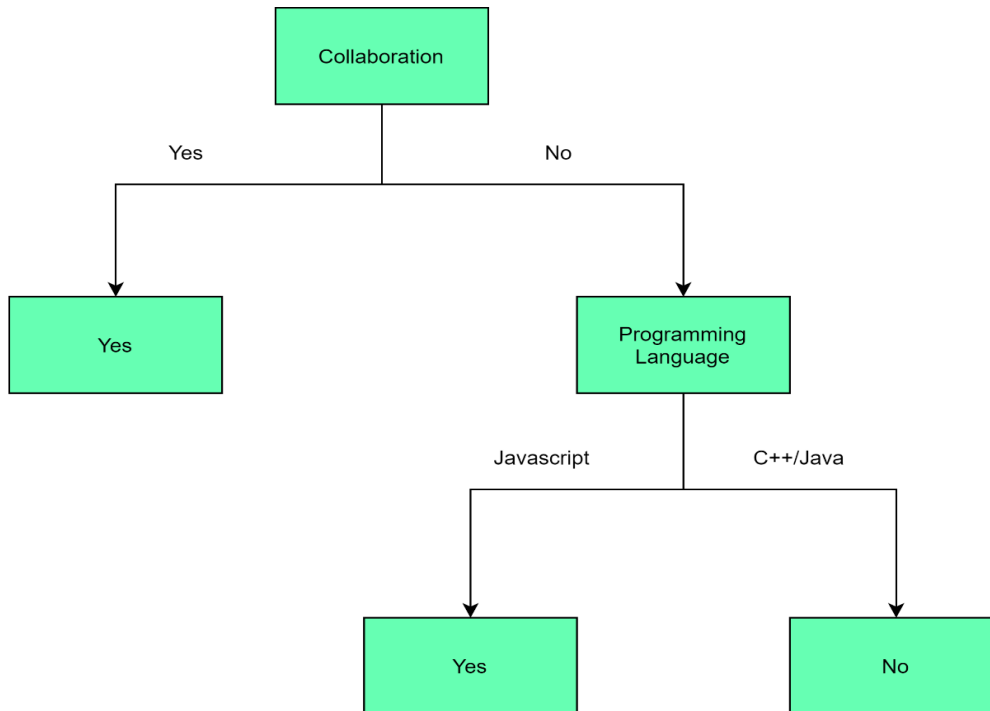 Collaboration
Yes
No
Yes
Programming
Language
Javascript
C++/Java
Yes
No